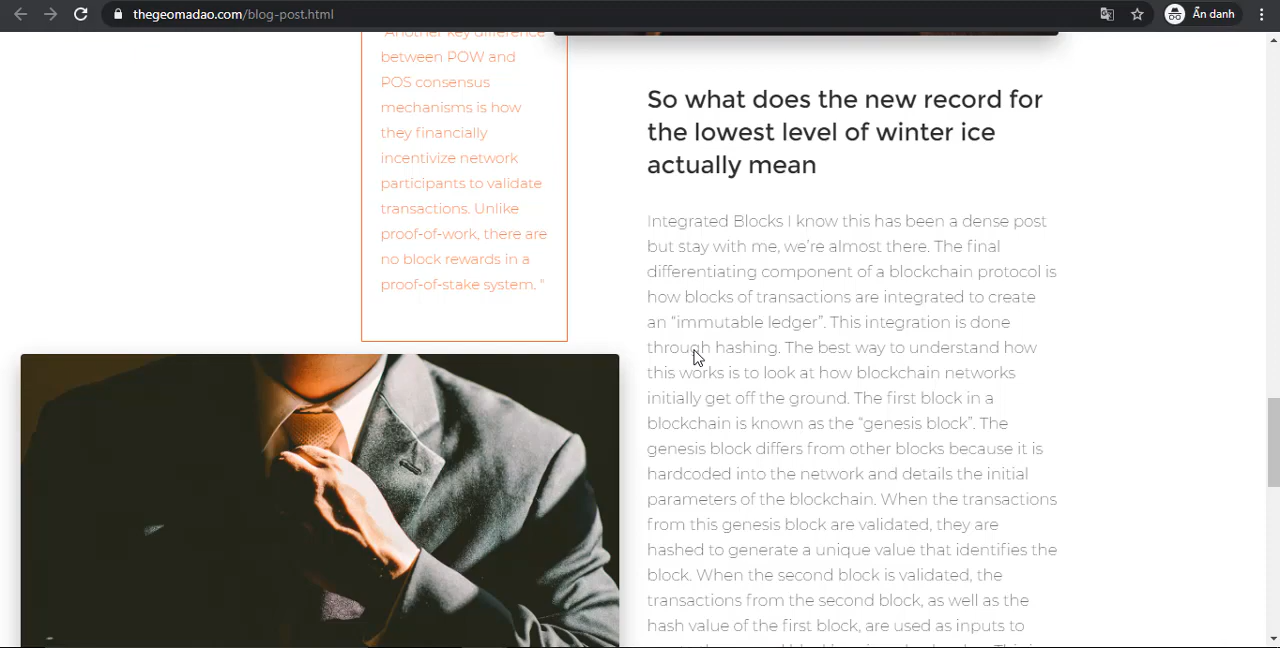 thegeomadao.com/blog-post.html
Ẩn danh
"Another key difference
between POW and
POS consensus
mechanisms is how
they financially
incentivize network
participants to validate
transactions. Unlike
proof-of-work, there are
no block rewards in a
proof-of-stake system. "
So what does the new record for
the lowest level of winter ice
actually mean
Integrated Blocks I know this has been a dense post
but stay with me, we're almost there. The final
differentiating component of a blockchain protocol is
how blocks of transactions are integrated to create
an “immutable ledger”. This integration is done
through hashing. The best way to understand how
this works is to look at how blockchain networks
initially get off the ground. The first block in a
blockchain is known as the “genesis block”. The
genesis block differs from other blocks because it is
hardcoded into the network and details the initial
parameters of the blockchain. When the transactions
from this genesis block are validated, they are
hashed to generate a unique value that identifies the
block. When the second block is validated, the
transactions from the second block, as well as the
hash value of the first block, are used as inputs to